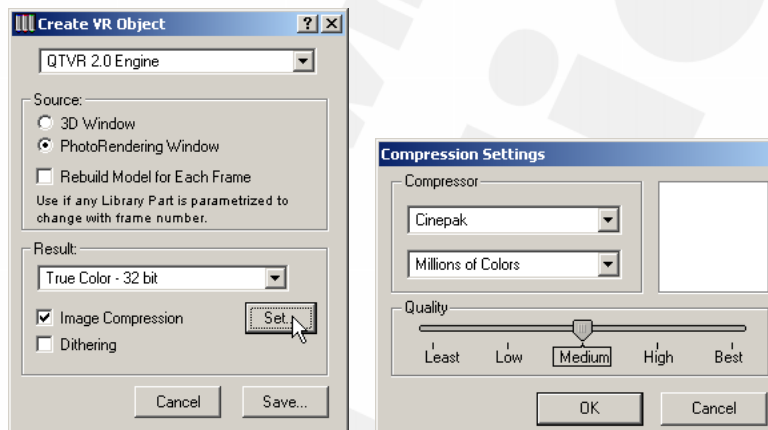 Create VR Object
QTVR 2.0 Engine
Source:
3D Window
PhotoRendering Window
Rebuild Model for Each Frame
Use if any Library Part is parametrized to
change with frame number.
Result:
True Color - 32 bit
Image Compression
Set...
Dithering
Cancel
Save...
Compression Settings
Compressor
Cinepak
Millions of Colors
Quality
Least Low Medium High Best
OK
Cancel